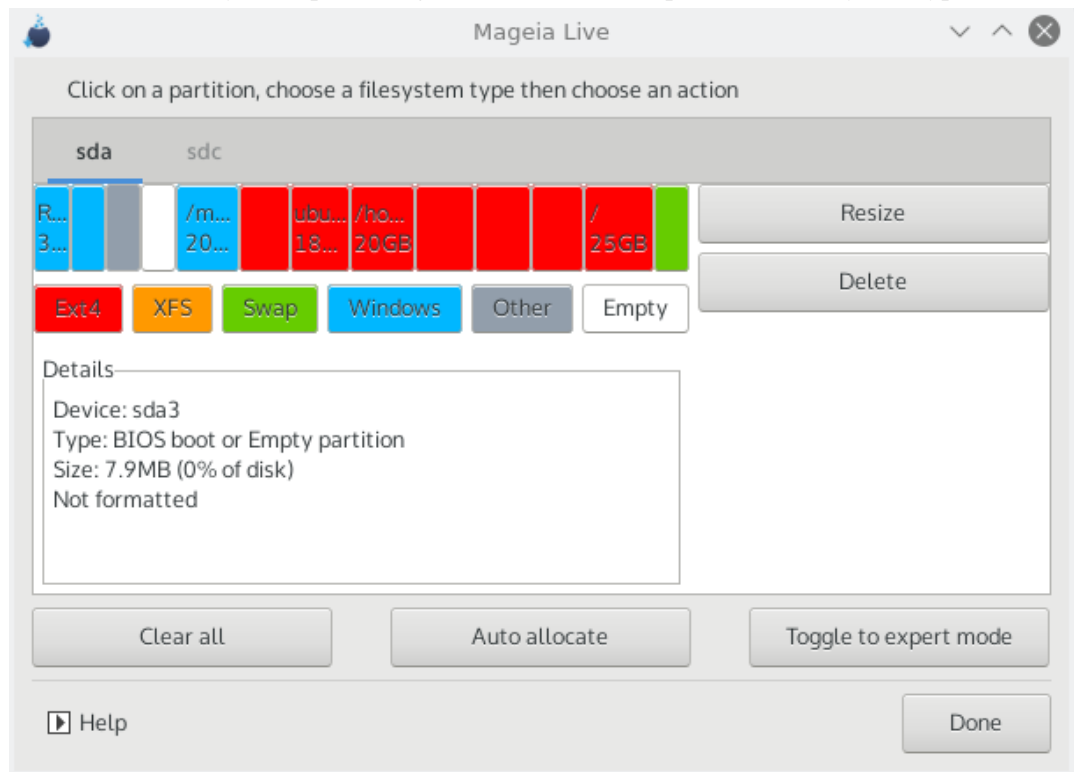 Mageia Live
Click on a partition, choose a filesystem type then choose an action
sda sdc
R... /m... ubu... /ho... /
3... 20... 18... 20GB 25GB
Resize
Delete
Ext4 XFS Swap Windows Other Empty
Details
Device: sda3
Type: BIOS boot or Empty partition
Size: 7.9MB (0% of disk)
Not formatted
Clear all Auto allocate Toggle to expert mode
Help Done